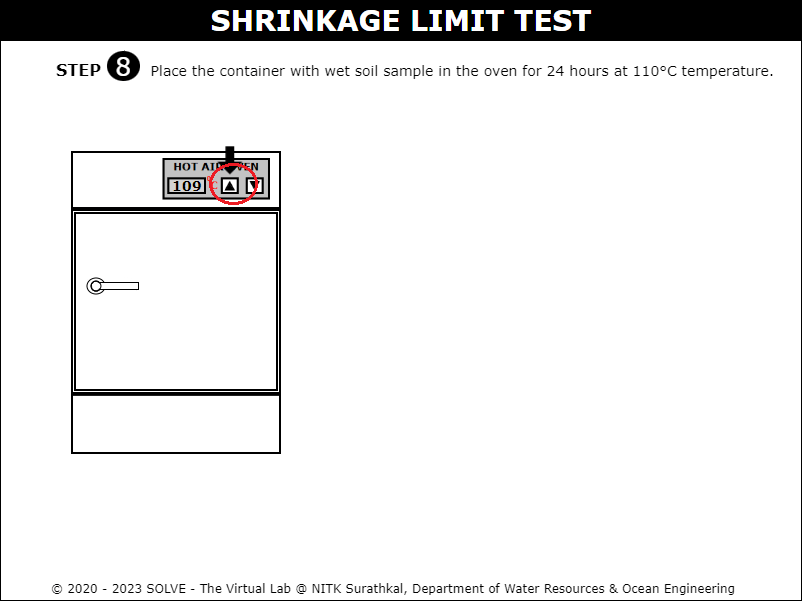 SHRINKAGE LIMIT TEST
STEP 8 Place the container with wet soil sample in the oven for 24 hours at 110°C temperature.
HOT AIR OVEN
109 °C
© 2020 - 2023 SOLVE - The Virtual Lab @ NITK Surathkal, Department of Water Resources & Ocean Engineering